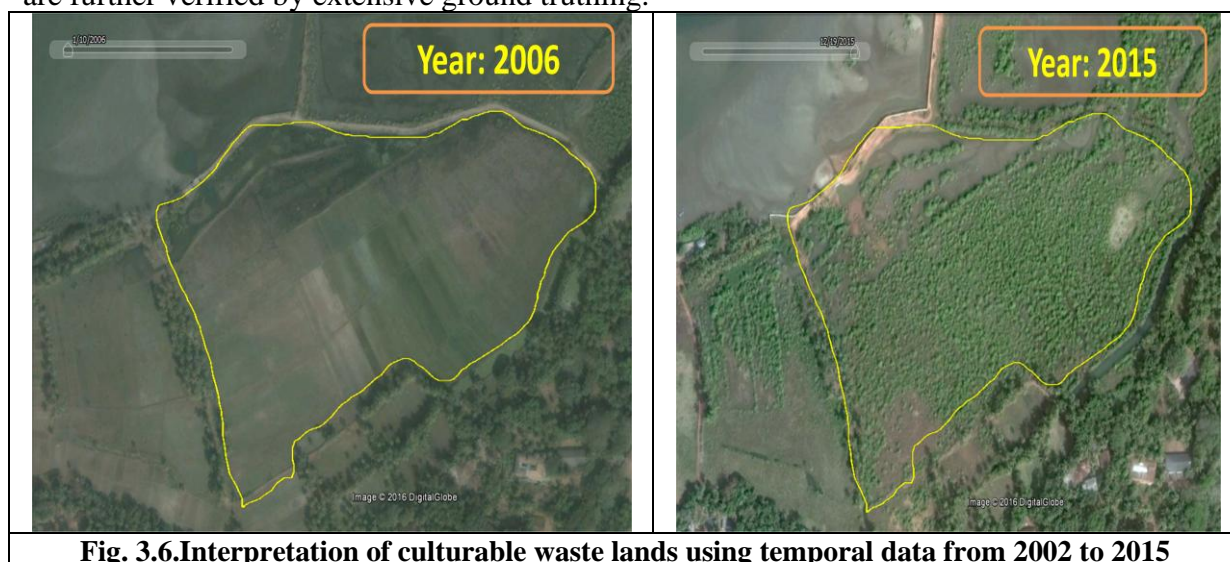 are further verified by extensive ground truthing.
1/10/2006
Year: 2006
Image © 2016 DigitalGlobe
12/19/2015
Year: 2015
Image © 2016 DigitalGlobe
Fig. 3.6.Interpretation of culturable waste lands using temporal data from 2002 to 2015